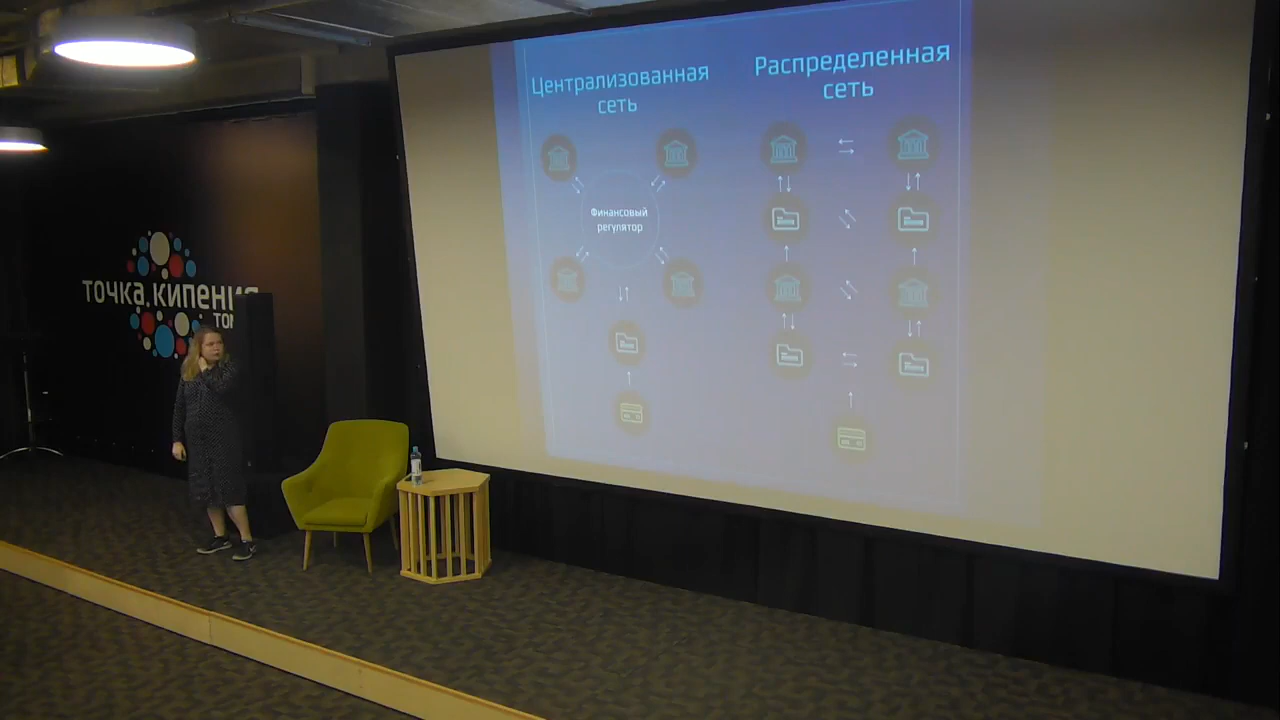 Централизованная
сеть
Распределенная
сеть
Финансовый
регулятор
точка кипения